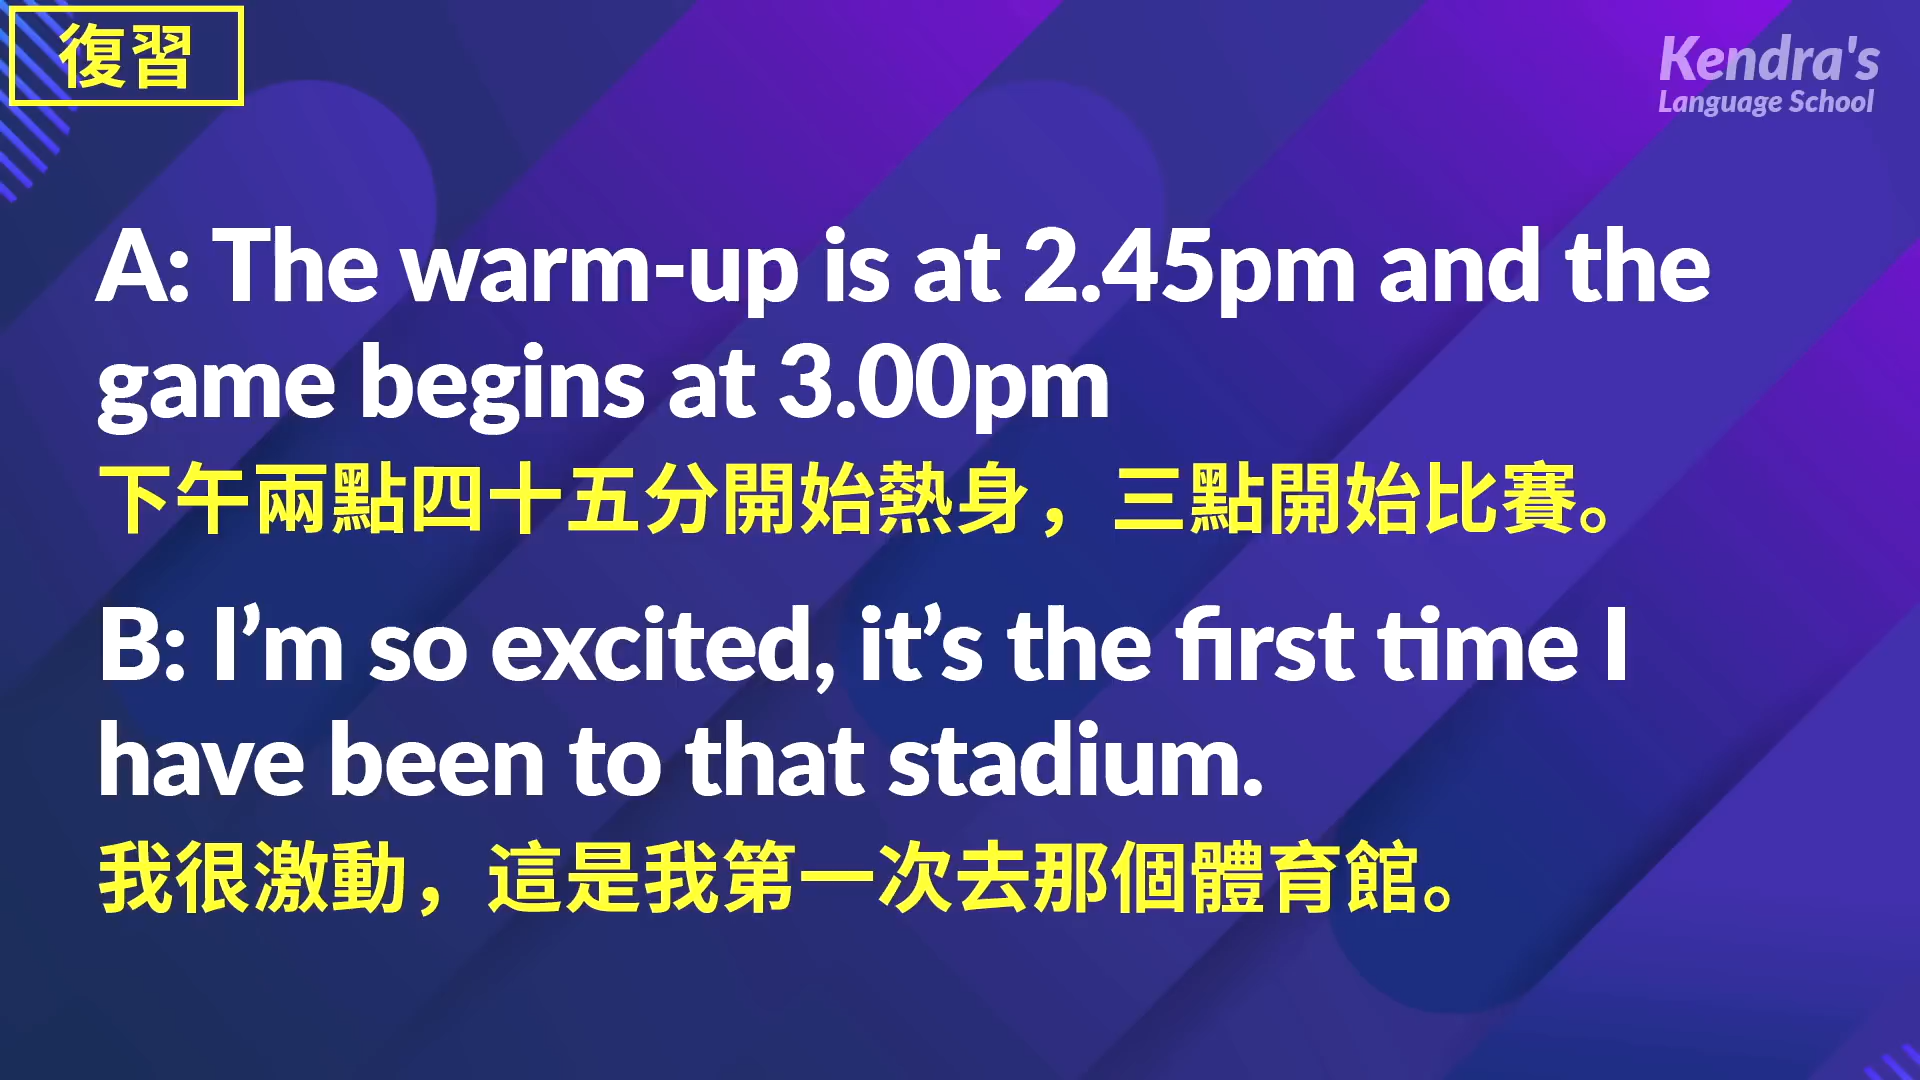 復習
Kendra's
Language School
A: The warm-up is at 2.45pm and the
game begins at 3.00pm
下午兩點四十五分開始熱身，三點開始比賽。
B: I’m so excited, it’s the first time I
have been to that stadium.
我很激動，這是我第一次去那個體育館。